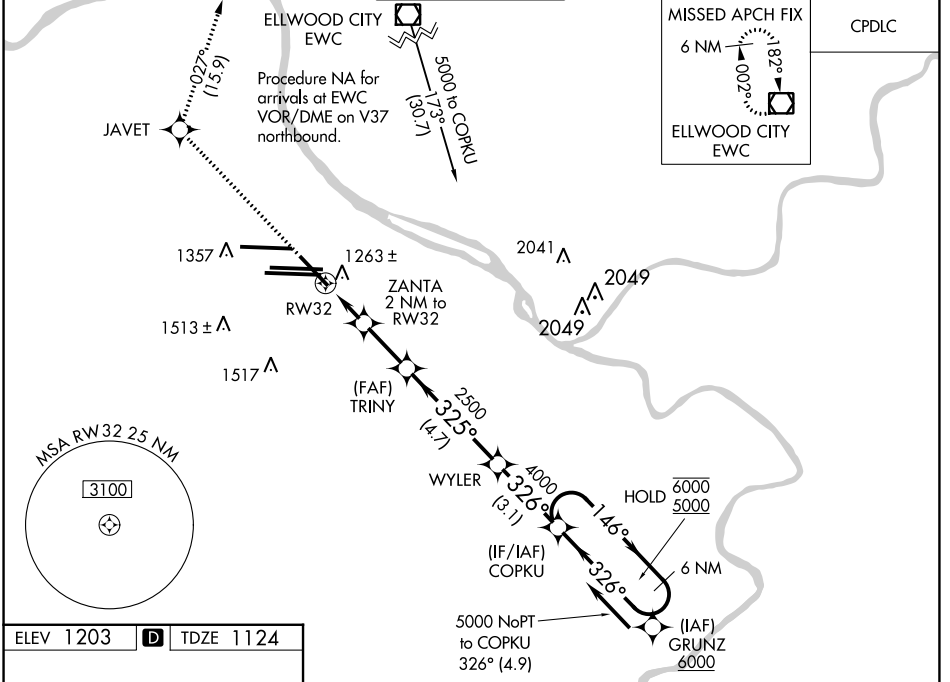 ELLWOOD CITY
EWC
Procedure NA for
arrivals at EWC
VOR/DME on V37
northbound.
5000 to COPKU
173°
(30.7)
027°
(15.9)
JAVET
MISSED APCH FIX
6 NM
182°
002°
ELLWOOD CITY
EWC
CPDLC
1357
1263 ±
RW32
1513 ±
1517
2041
2049
2049
ZANTA
2 NM to
RW32
(FAF)
TRINY
2500
325°
(4.7)
WYLER
4000
326°
(3.1)
(IF/IAF)
COPKU
HOLD
6000
5000
146°
326°
6 NM
5000 NoPT
to COPKU
326° (4.9)
(IAF)
GRUNZ
6000
MSA RW32 25 NM
3100
ELEV 1203 D TDZE 1124